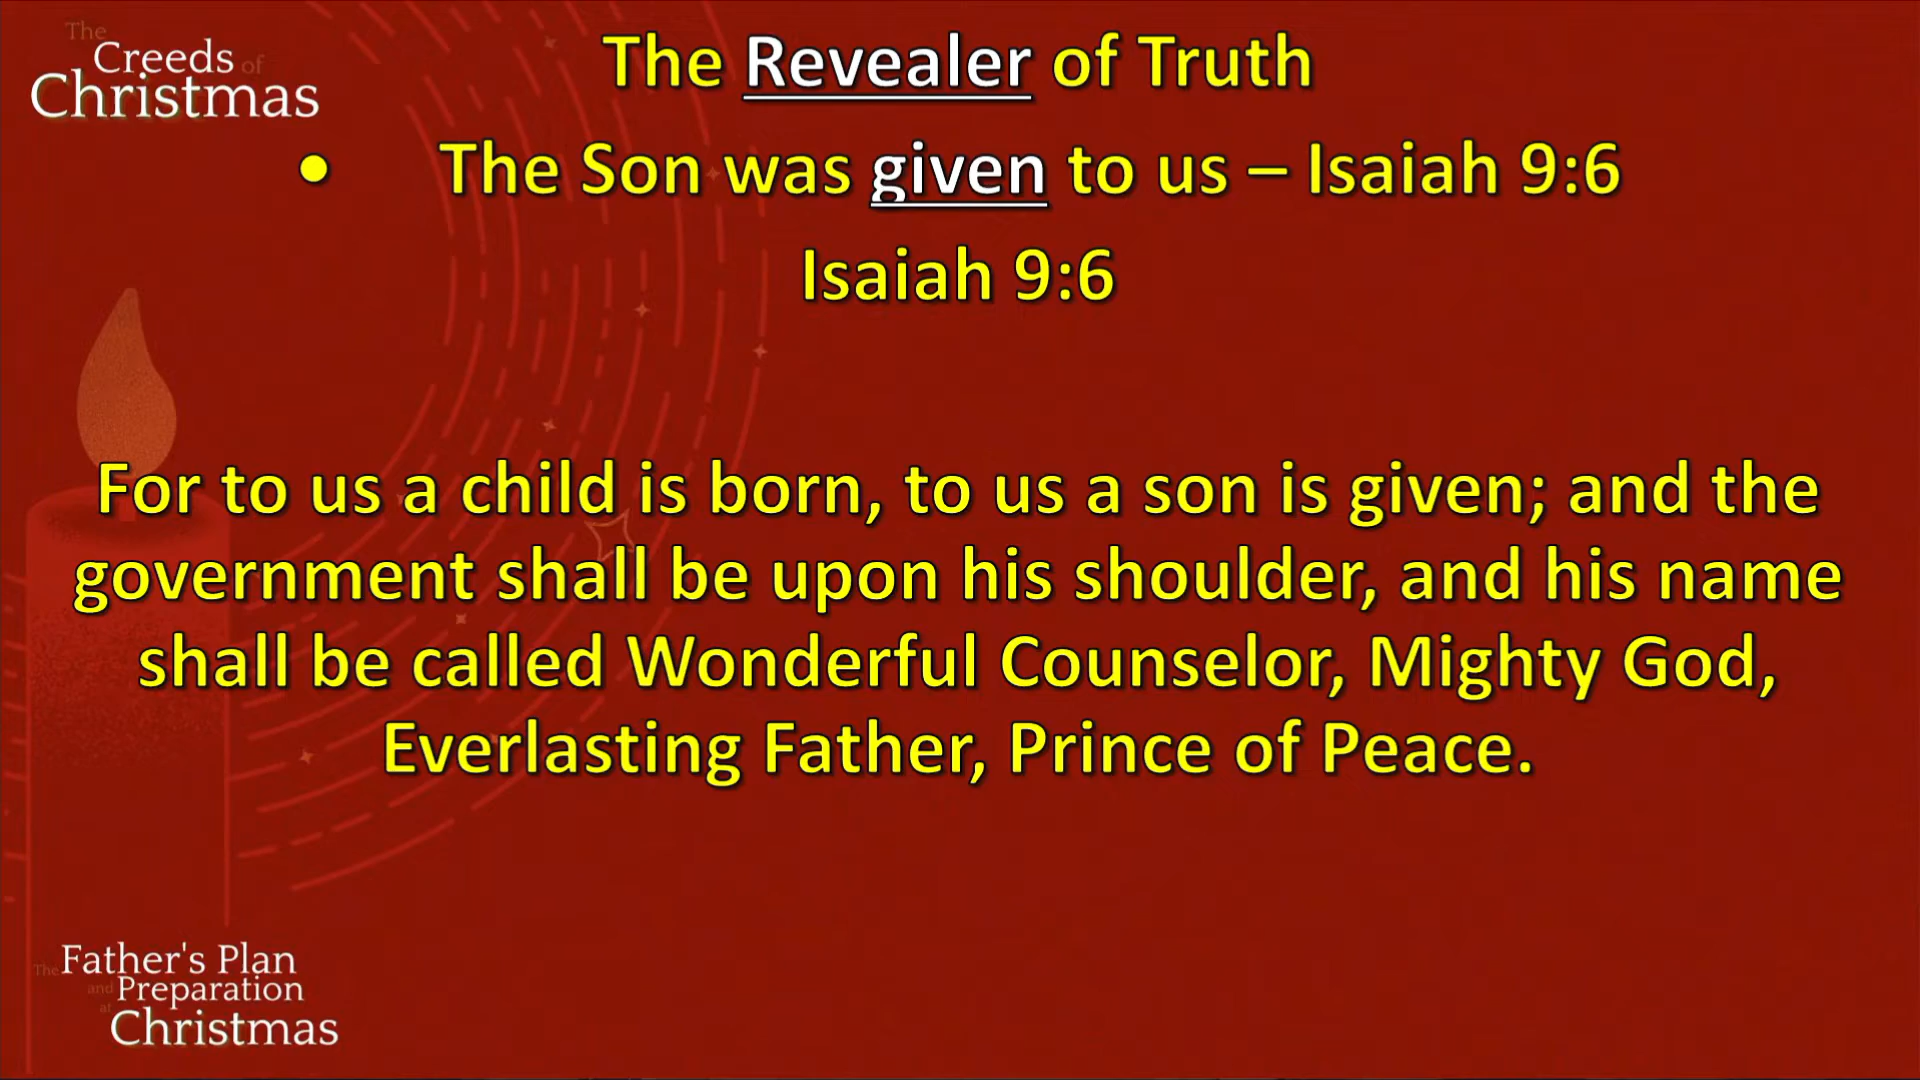 The
Creeds of
Christmas
The Revealer of Truth
• The Son was given to us – Isaiah 9:6
Isaiah 9:6
For to us a child is born, to us a son is given; and the
government shall be upon his shoulder, and his name
shall be called Wonderful Counselor, Mighty God,
Everlasting Father, Prince of Peace.
The Father's Plan
and Preparation
at
Christmas